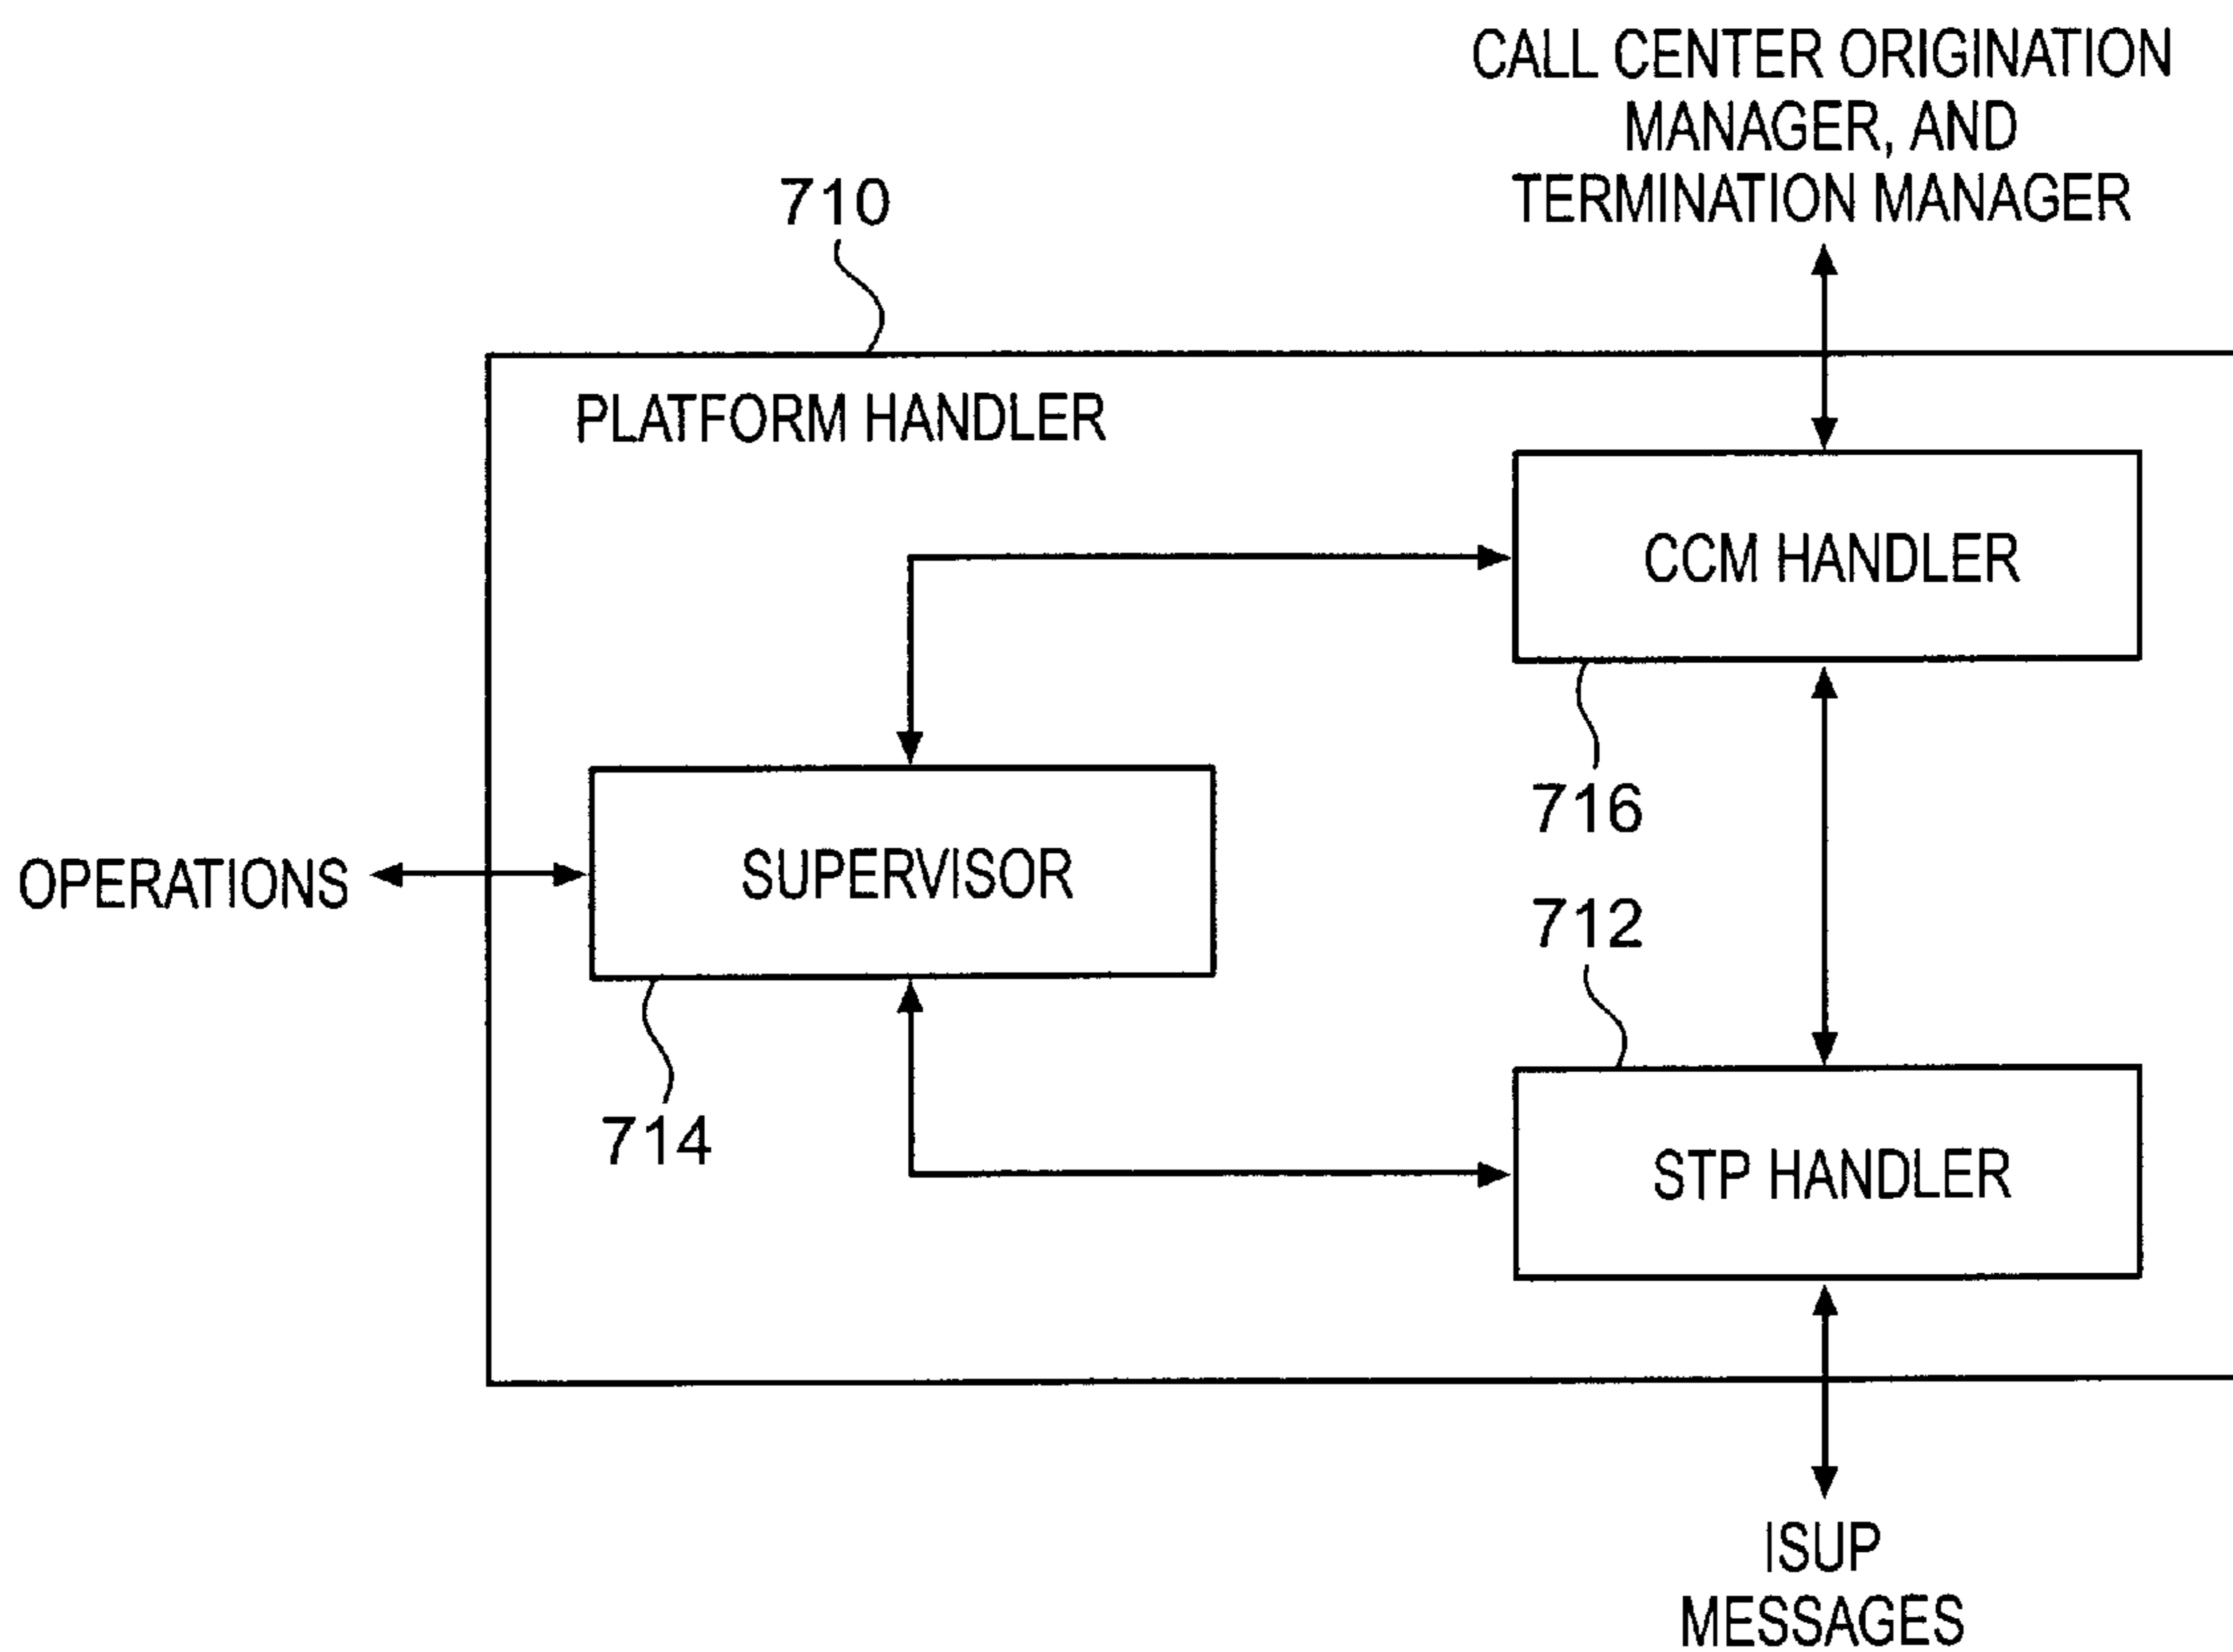 CALL CENTER ORIGINATION
MANAGER, AND
TERMINATION MANAGER
710
PLATFORM HANDLER
CCM HANDLER
716
OPERATIONS
SUPERVISOR
712
714
STP HANDLER
ISUP
MESSAGES